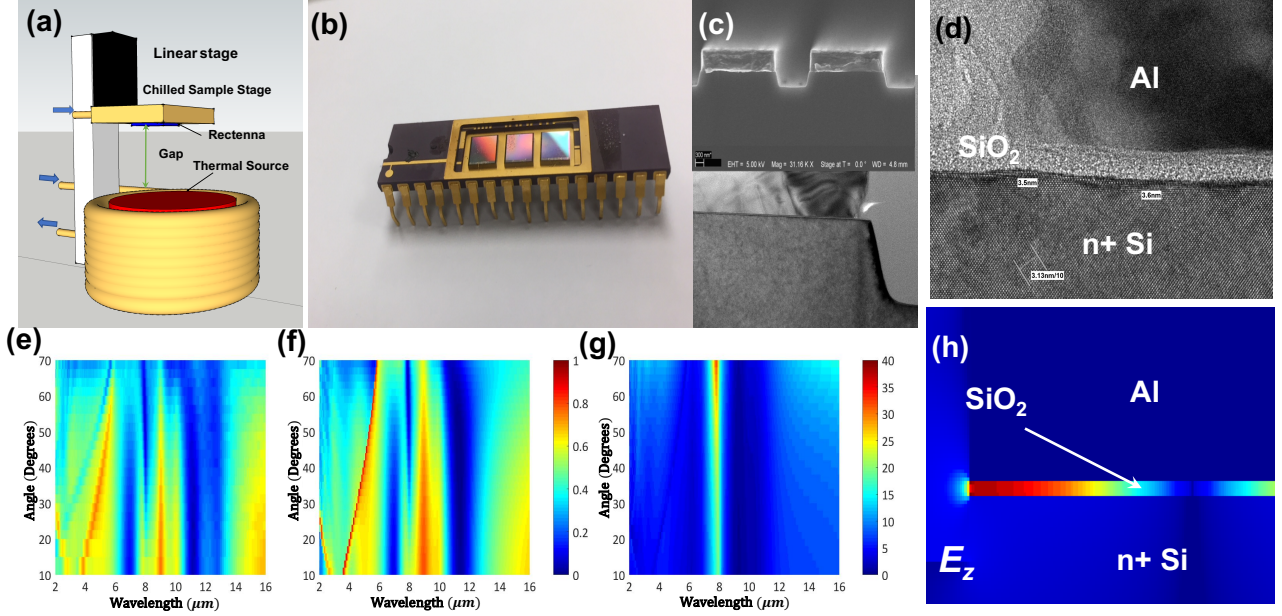 (a)
Linear stage
Chilled Sample Stage
Rectenna
Gap
Thermal Source
(b)
(c)
300 nm*
EHT = 5.00 kV Mag = 31.16 K X Stage at T = 0.0 ° WD = 4.8 mm
(d)
Al
SiO2
3.5nm
3.6nm
n+ Si
3.13nm/10
(e)
70
60
50
40
30
20
10
Angle (Degrees)
2 4 6 8 10 12 14 16
Wavelength (μm)
(f)
70
60
50
40
30
20
10
Angle (Degrees)
2 4 6 8 10 12 14 16
Wavelength (μm)
1
0.8
0.6
0.4
0.2
0
(g)
70
60
50
40
30
20
10
Angle (Degrees)
2 4 6 8 10 12 14 16
Wavelength (μm)
40
35
30
25
20
15
10
5
0
(h)
SiO2
Al
Ez
n+ Si